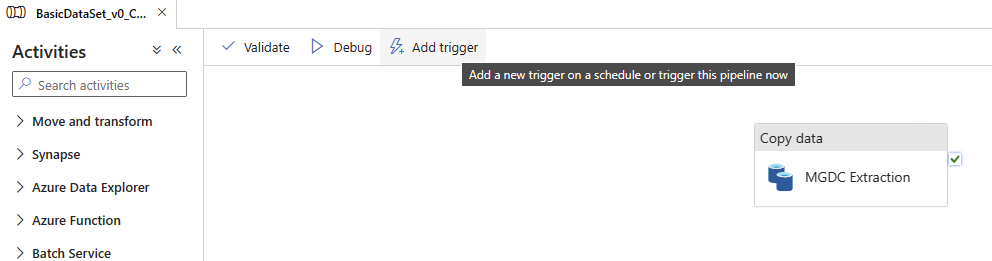 BasicDataSet_v0_C...
Activities
Validate
Debug
Add trigger
Add a new trigger on a schedule or trigger this pipeline now
Search activities
Move and transform
Synapse
Azure Data Explorer
Azure Function
Batch Service
Copy data
MGDC Extraction